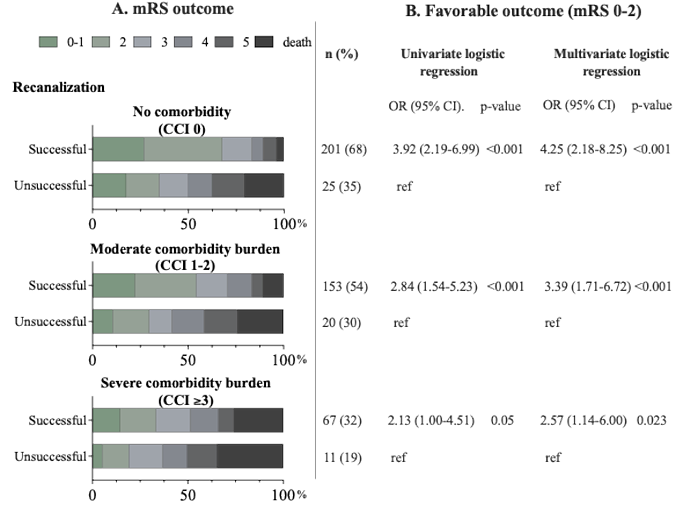 A. mRS outcome
0-1 2 3 4 5 death
Recanalization
No comorbidity
(CCI 0)
Successful
Unsuccessful
0 50 100%
Moderate comorbidity burden
(CCI 1-2)
Successful
Unsuccessful
0 50 100%
Severe comorbidity burden
(CCI ≥3)
Successful
Unsuccessful
0 50 100%
B. Favorable outcome (mRS 0-2)
n (%) Univariate logistic Multivariate logistic
regression regression
OR (95% CI). p-value OR (95% CI) p-value
201 (68) 3.92 (2.19-6.99) <0.001 4.25 (2.18-8.25) <0.001
25 (35) ref ref
153 (54) 2.84 (1.54-5.23) <0.001 3.39 (1.71-6.72) <0.001
20 (30) ref ref
67 (32) 2.13 (1.00-4.51) 0.05 2.57 (1.14-6.00) 0.023
11 (19) ref ref